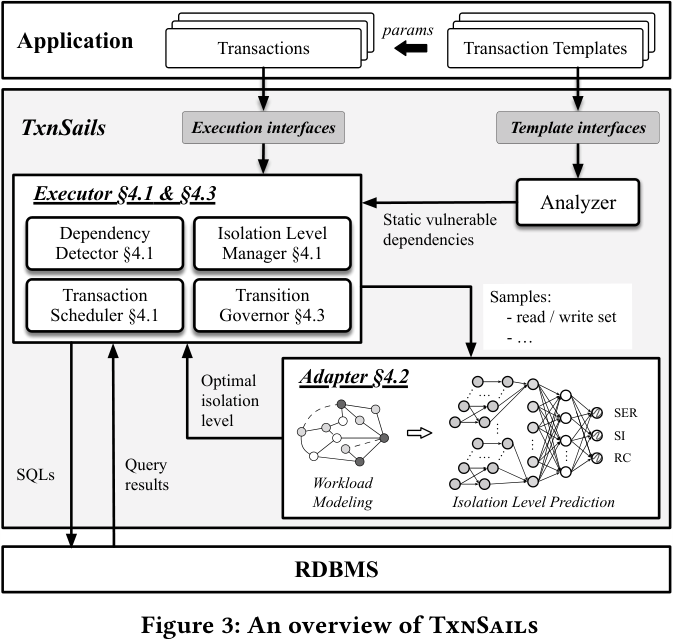 Application
Transactions
params
Transaction Templates
TxnSails
Execution interfaces
Template interfaces
Executor §4.1 & §4.3
Dependency
Detector §4.1
Isolation Level
Manager §4.1
Transaction
Scheduler §4.1
Transition
Governor §4.3
Analyzer
Static vulnerable
dependencies
Samples:
- read / write set
- ...
Optimal
isolation
level
Adapter §4.2
Workload
Modeling
SER
SI
RC
Isolation Level Prediction
SQLs
Query
results
RDBMS
Figure 3: An overview of TxnSails